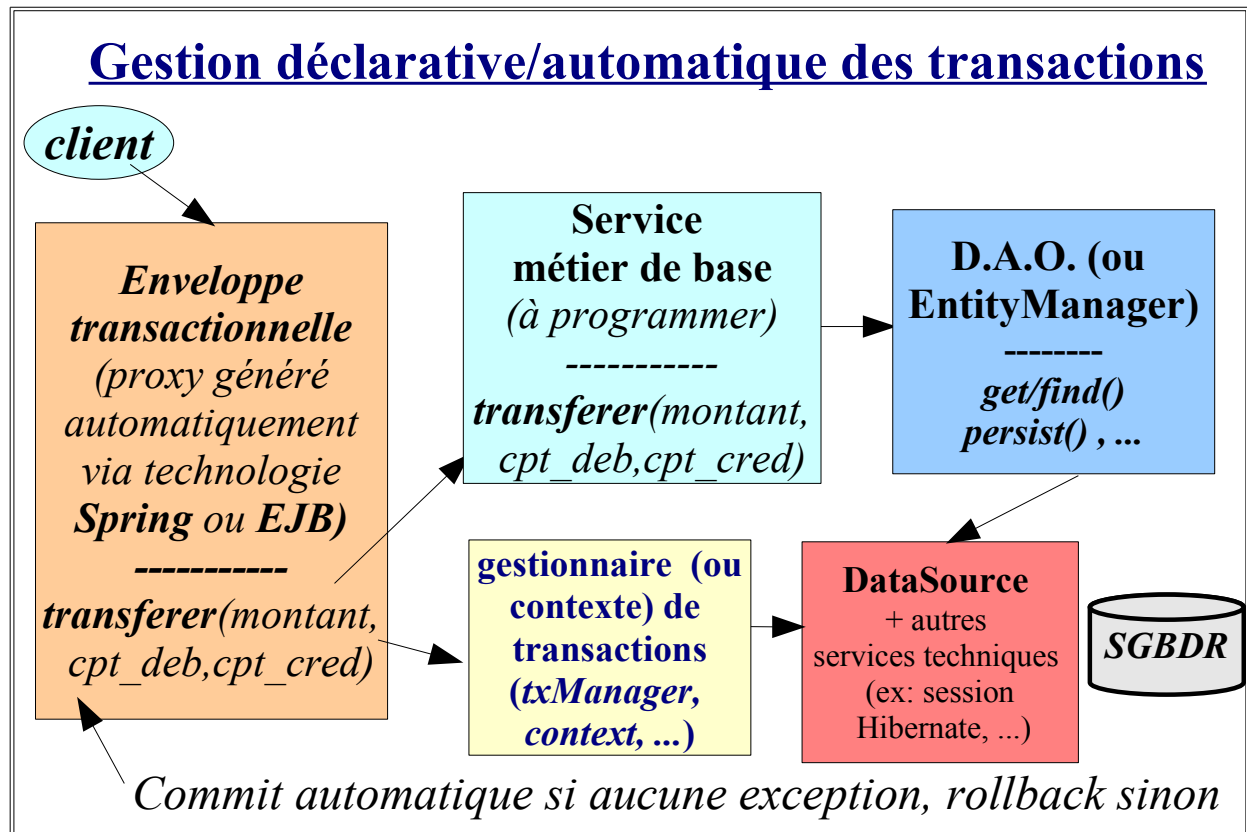 Gestion déclarative/automatique des transactions
client
Enveloppe
transactionnelle
(proxy généré
automatiquement
via technologie
Spring ou EJB)
-----------
transferer(montant,
cpt_deb,cpt_cred)
Service
métier de base
(à programmer)
-----------
transferer(montant,
cpt_deb,cpt_cred)
D.A.O. (ou
EntityManager)
--------
get/find()
persist() , ...
gestionnaire (ou
contexte) de
transactions
(txManager,
context, ...)
DataSource
+ autres
services techniques
(ex: session
Hibernate, ...)
SGBDR
Commit automatique si aucune exception, rollback sinon